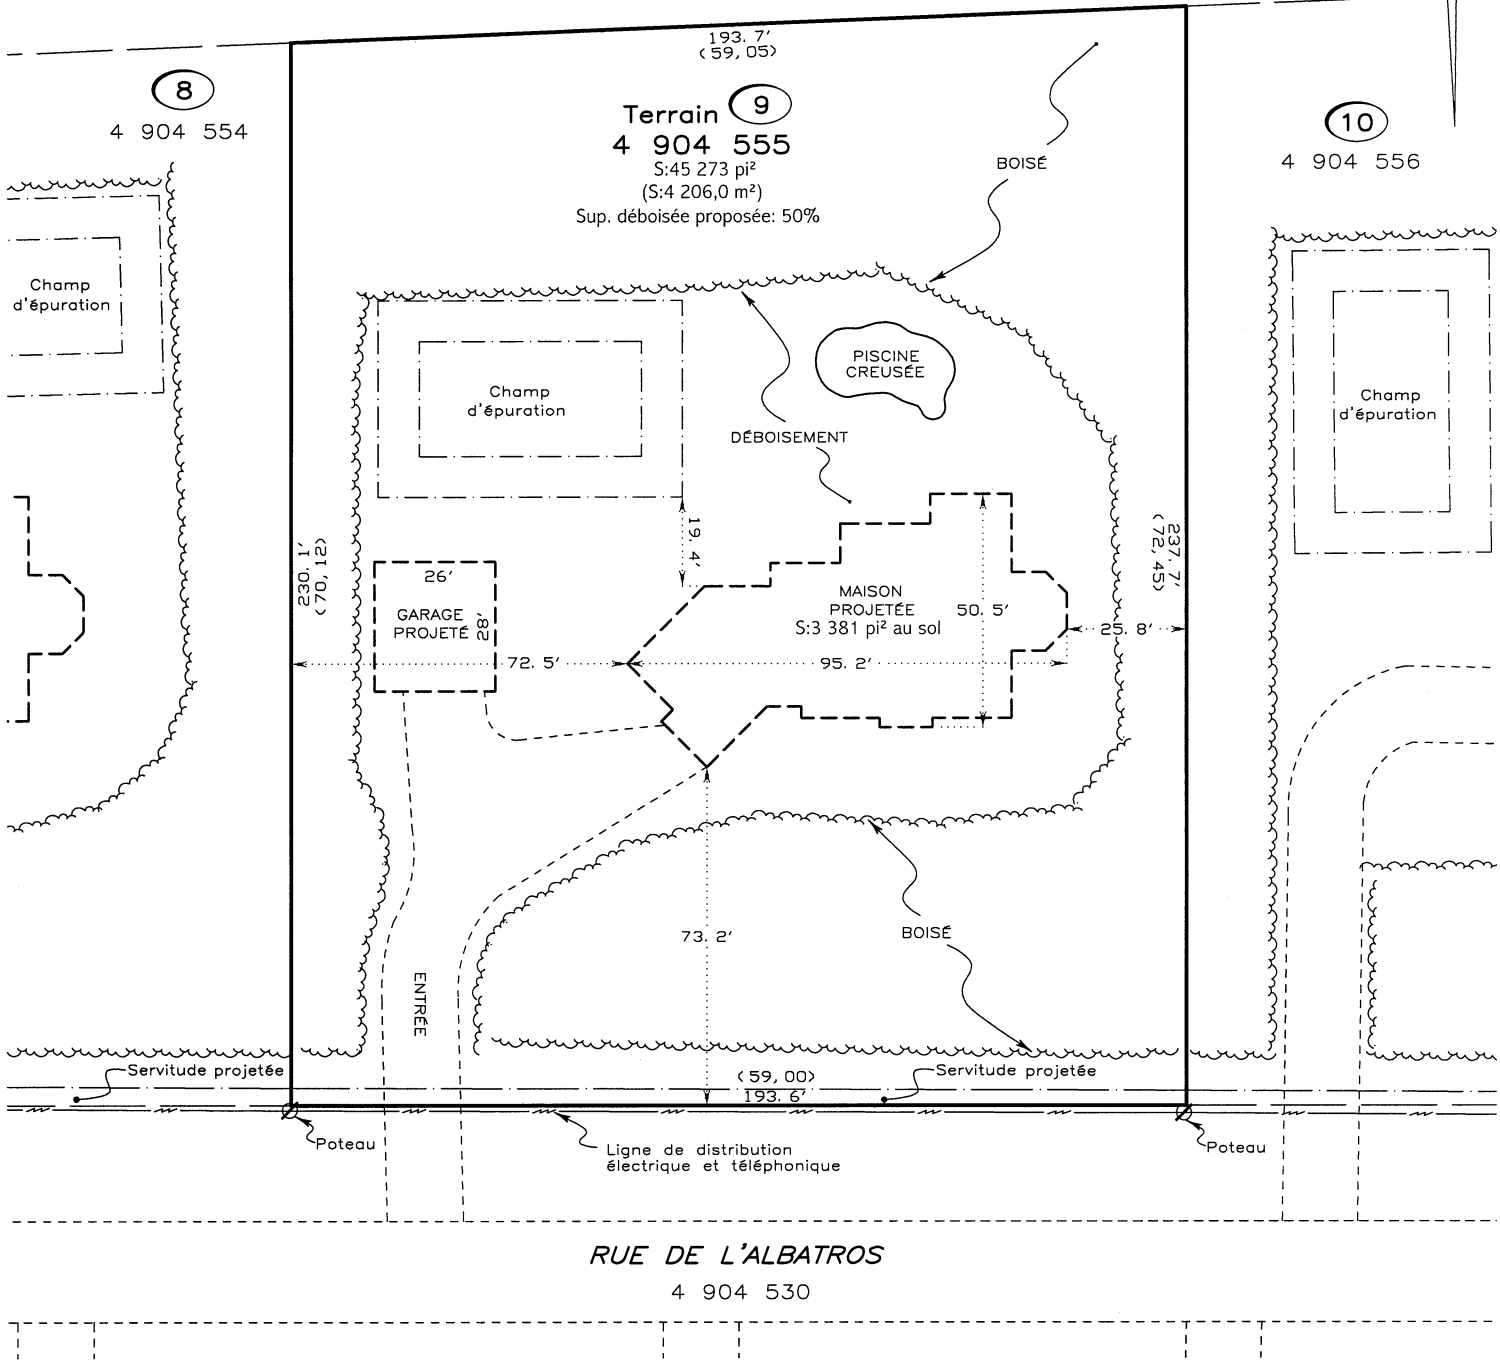 193.7'
(59,05)
8
4 904 554
Terrain 9
4 904 555
S:45 273 pi²
(S:4 206,0 m²)
Sup. déboisée proposée: 50%
10
4 904 556
BOISÉ
Champ
d'épuration
Champ
d'épuration
PISCINE
CREUSÉE
Champ
d'épuration
DÉBOISEMENT
19.4'
230.1'
(70,12)
237.7'
(72,45)
26'
GARAGE
PROJETÉ
28'
MAISON
PROJETÉE
S:3 381 pi² au sol
50.5'
25.8'
72.5'
95.2'
73.2'
BOISÉ
ENTRÉE
Servitude projetée
(59,00)
193.6'
Servitude projetée
Poteau
Ligne de distribution
électrique et téléphonique
Poteau
RUE DE L'ALBATROS
4 904 530